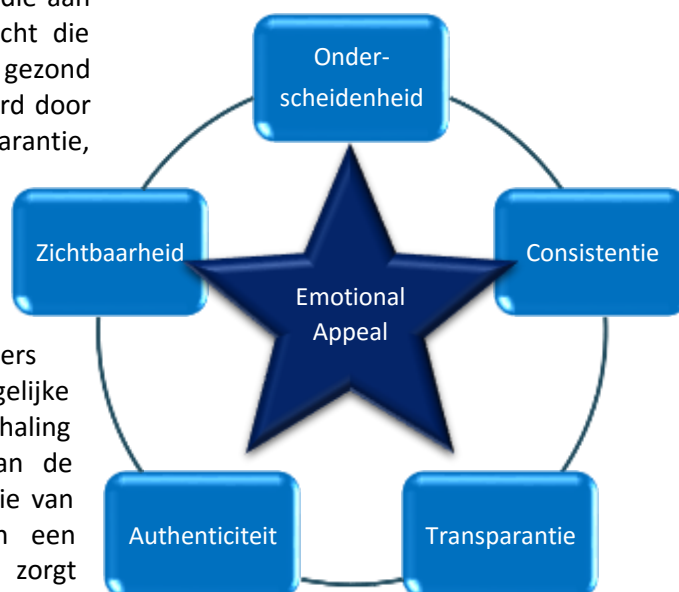 die aan
cht die
gezond
rd door
arantie,
ers
gelijke
haling
an de
ie van
n een
zorgt
Onder-
scheidenheid
Zichtbaarheid
Consistentie
Emotional
Appeal
Authenticiteit
Transparantie